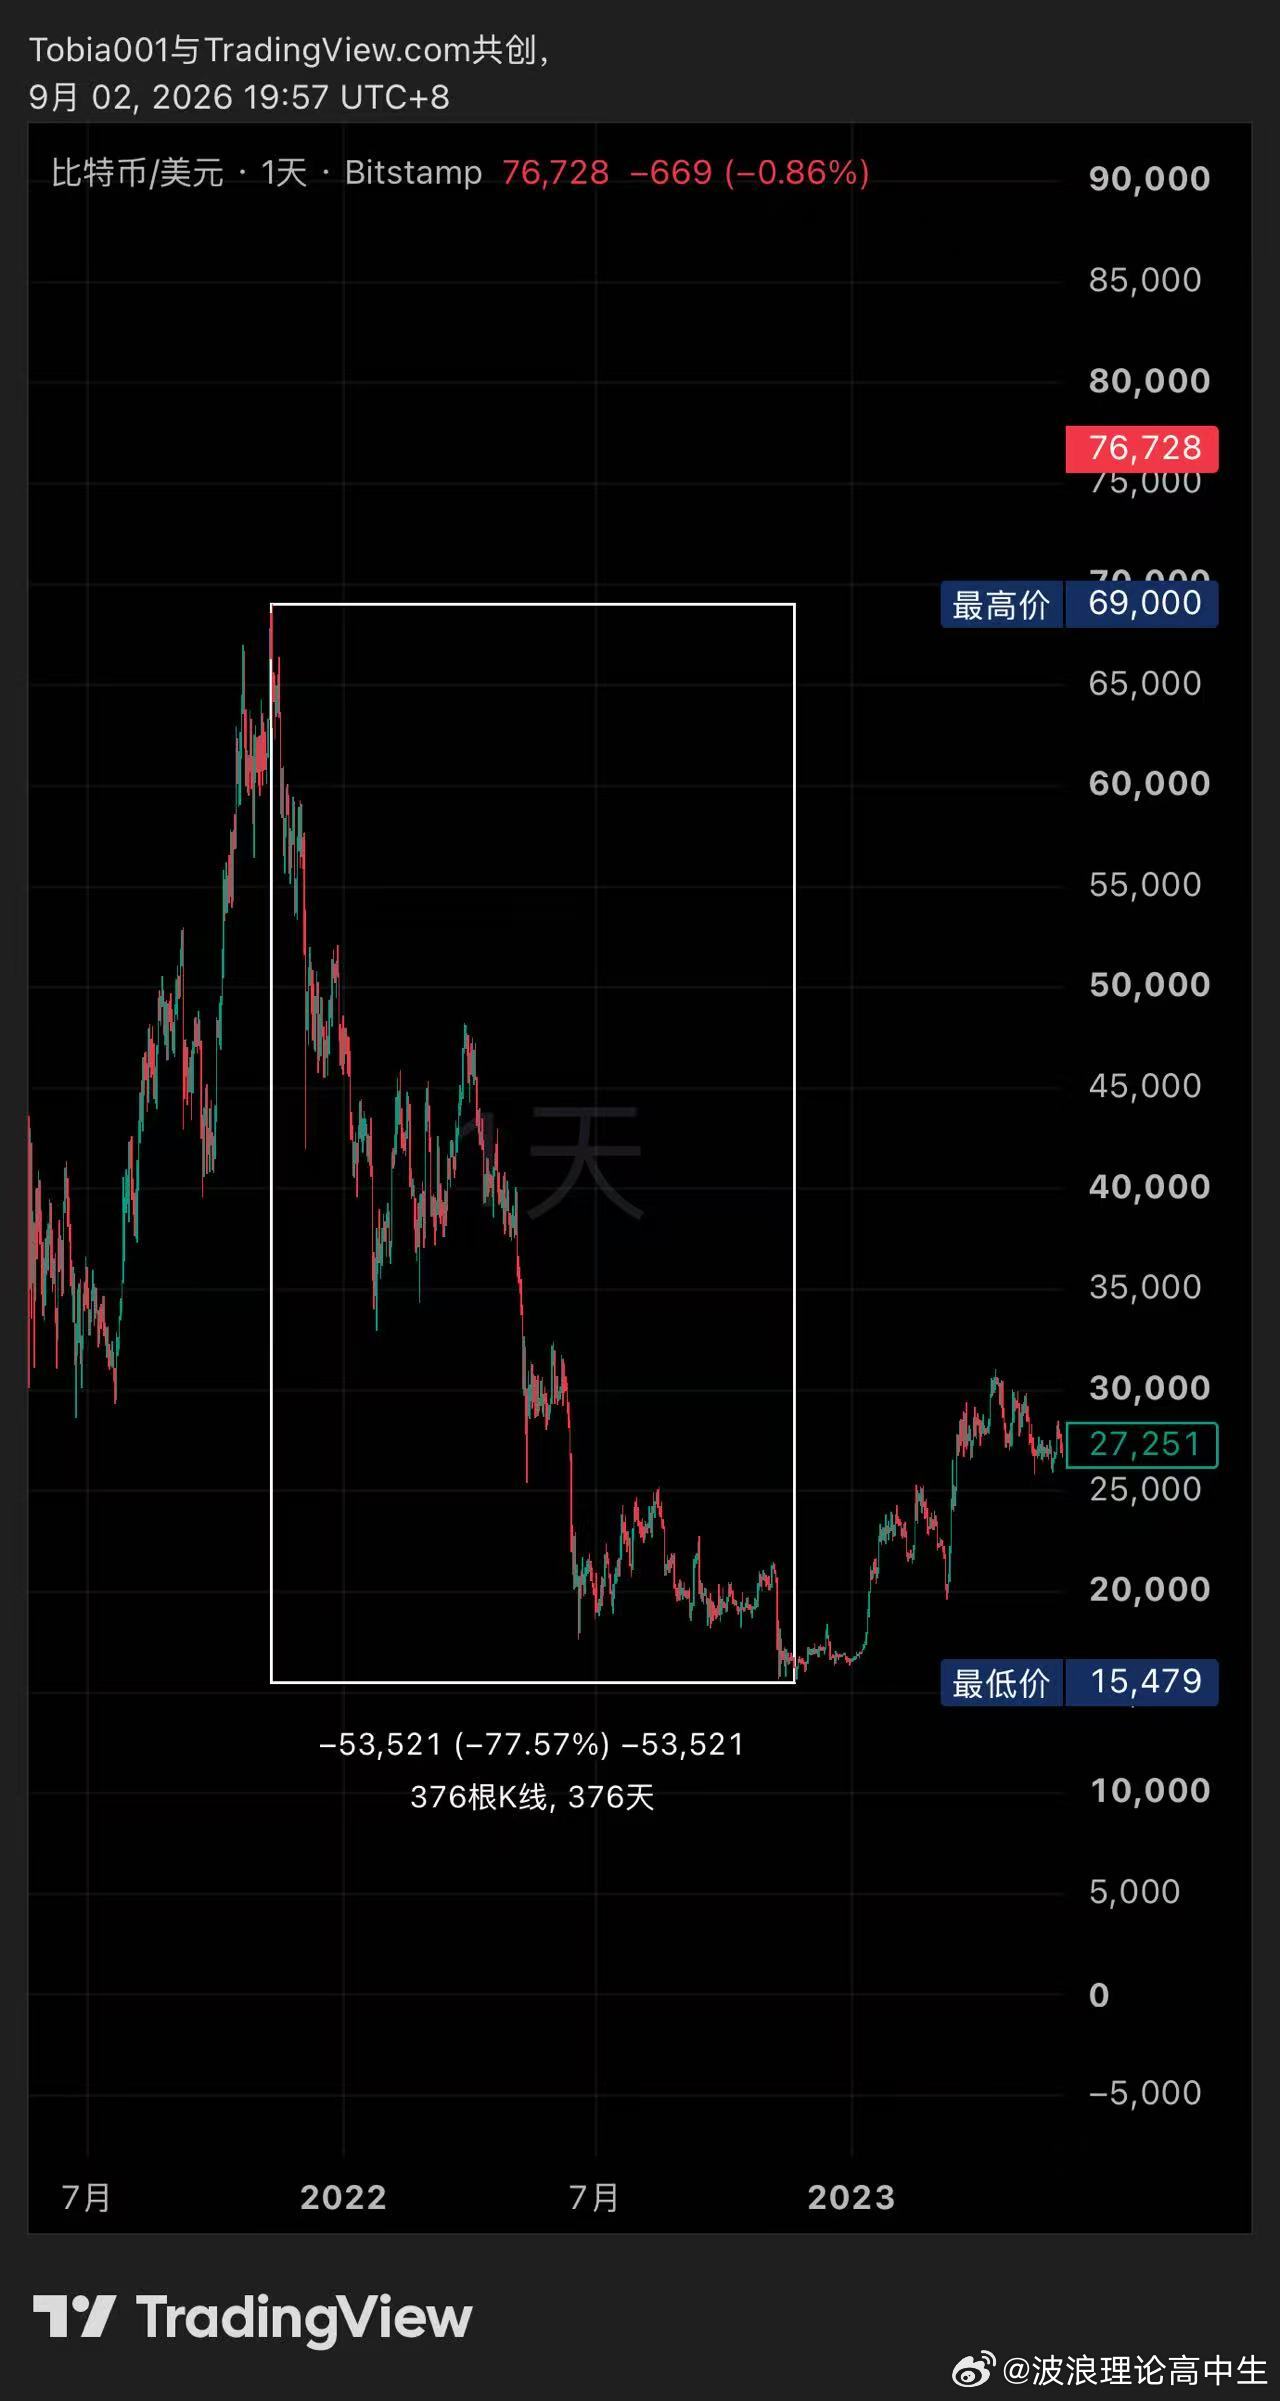 Tobia001与TradingView.com共创,
9月 02, 2026 19:57 UTC+8
比特币/美元 · 1天 · Bitstamp 76,728 −669 (−0.86%)
90,000
85,000
80,000
76,728
75,000
70,000
最高价 69,000
65,000
60,000
55,000
50,000
45,000
1天
40,000
35,000
30,000
27,251
25,000
20,000
最低价 15,479
−53,521 (−77.57%) −53,521
376根K线, 376天
10,000
5,000
0
−5,000
7月 2022 7月 2023
TradingView
@波浪理论高中生